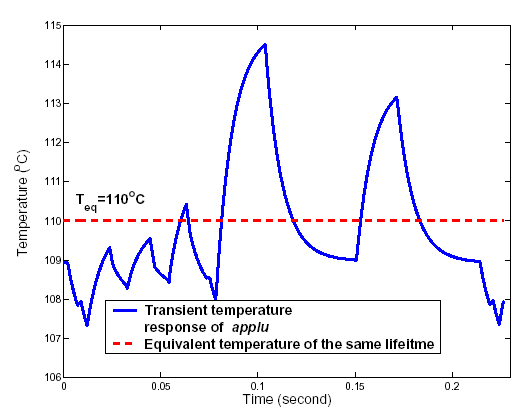 115
114
113
112
111
110
109
108
107
106
Temperature (°C)
T_eq=110°C
Transient temperature
response of applu
Equivalent temperature of the same lifeitme
0
0.05
0.1
0.15
0.2
Time (second)